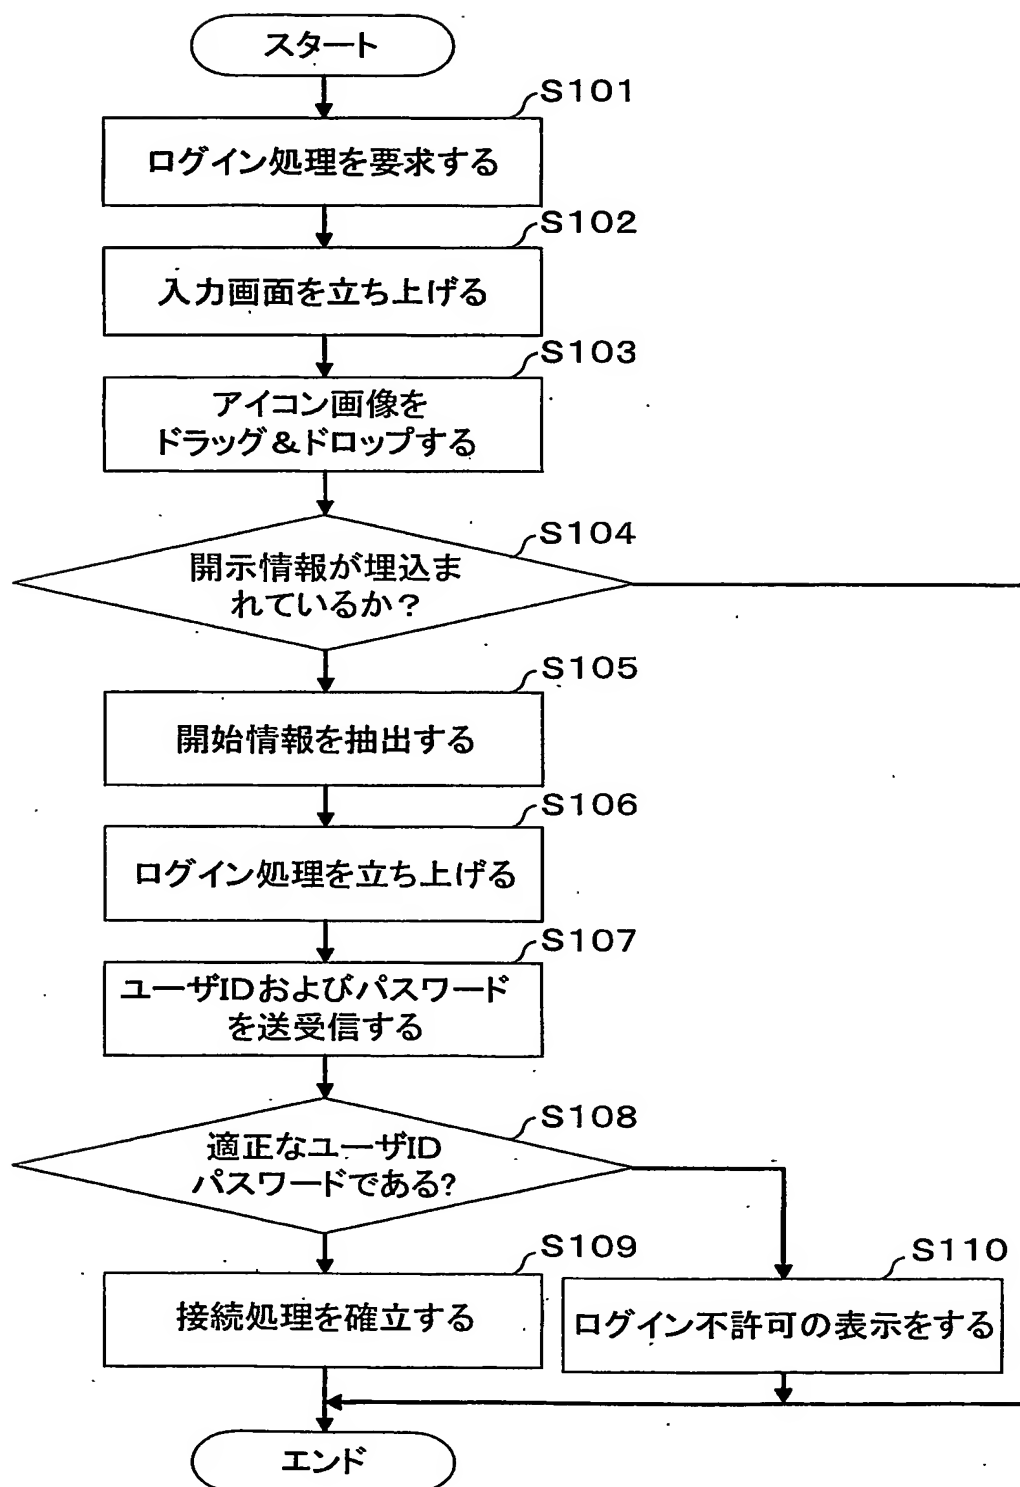 スタート
S101
ログイン処理を要求する
S102
入力画面を立ち上げる
S103
アイコン画像を
ドラッグ&ドロップする
S104
開示情報が埋込ま
れているか?
S105
開始情報を抽出する
S106
ログイン処理を立ち上げる
S107
ユーザIDおよびパスワード
を送受信する
S108
適正なユーザID
パスワードである?
S109
接続処理を確立する
S110
ログイン不許可の表示をする
エンド